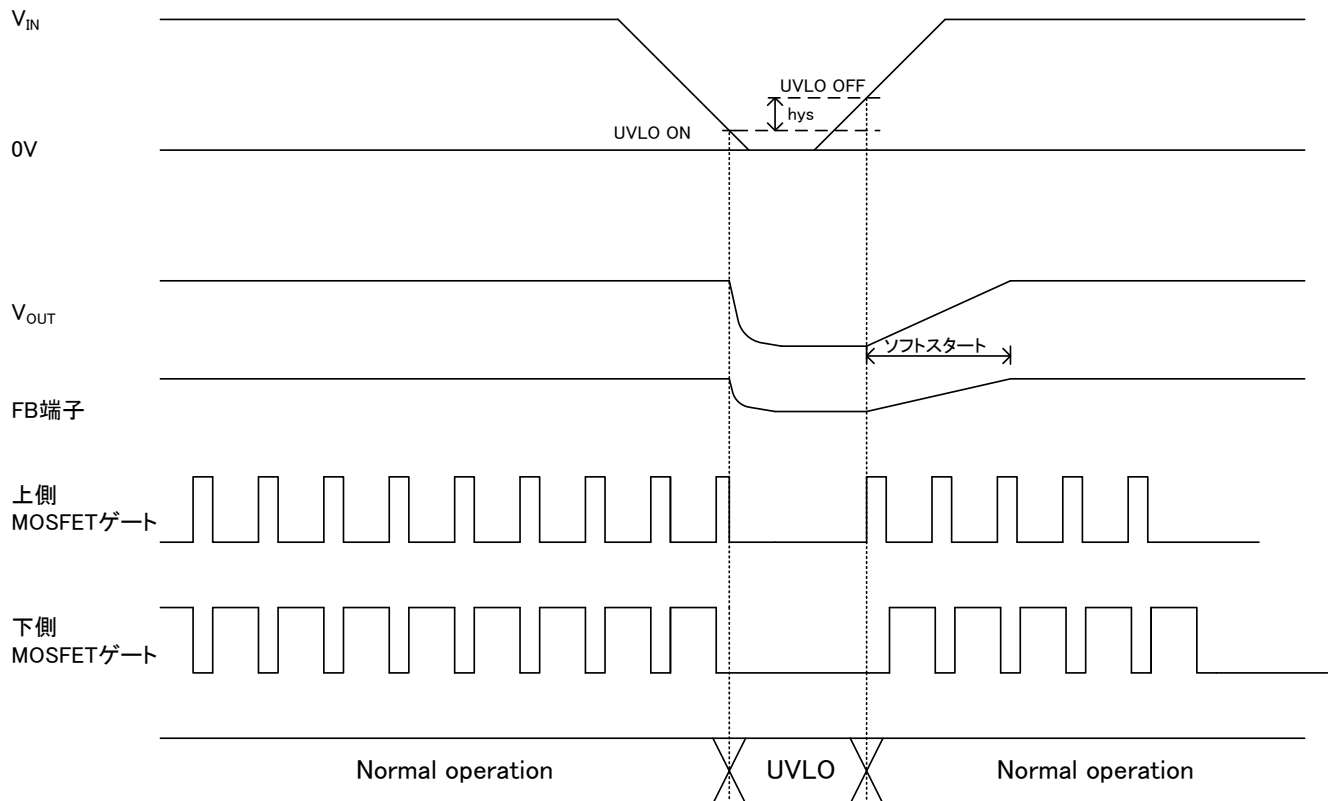 VIN
UVLO OFF
hys
UVLO ON
0V
VOUT
ソフトスタート
FB端子
上側
MOSFETゲート
下側
MOSFETゲート
Normal operation
UVLO
Normal operation